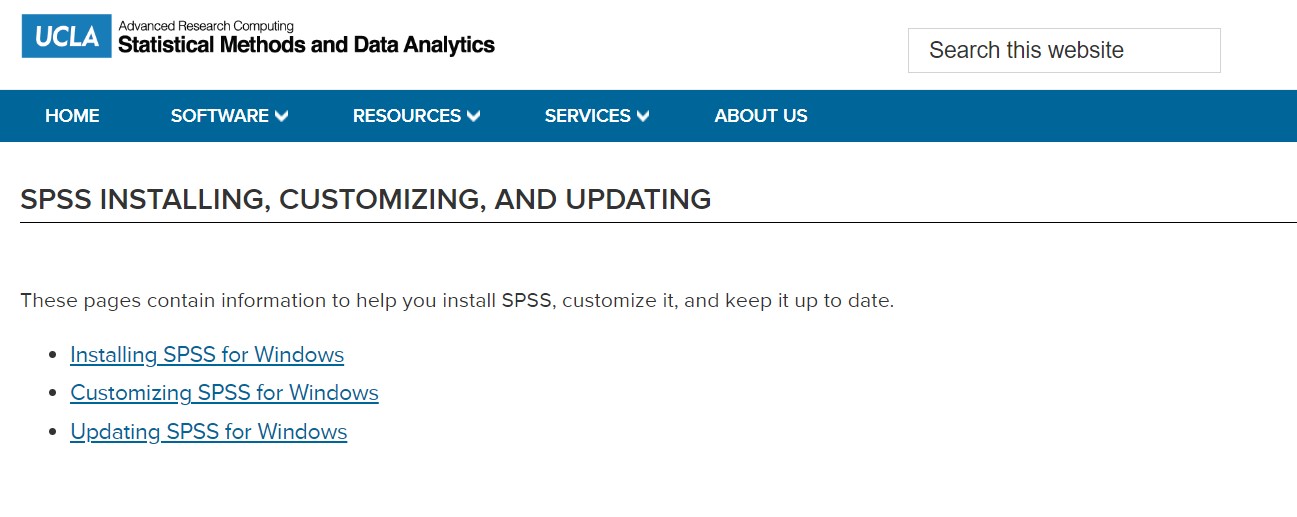 UCLA
Advanced Research Computing
Statistical Methods and Data Analytics
Search this website
HOME SOFTWARE RESOURCES SERVICES ABOUT US
SPSS INSTALLING, CUSTOMIZING, AND UPDATING
These pages contain information to help you install SPSS, customize it, and keep it up to date.
Installing SPSS for Windows
Customizing SPSS for Windows
Updating SPSS for Windows